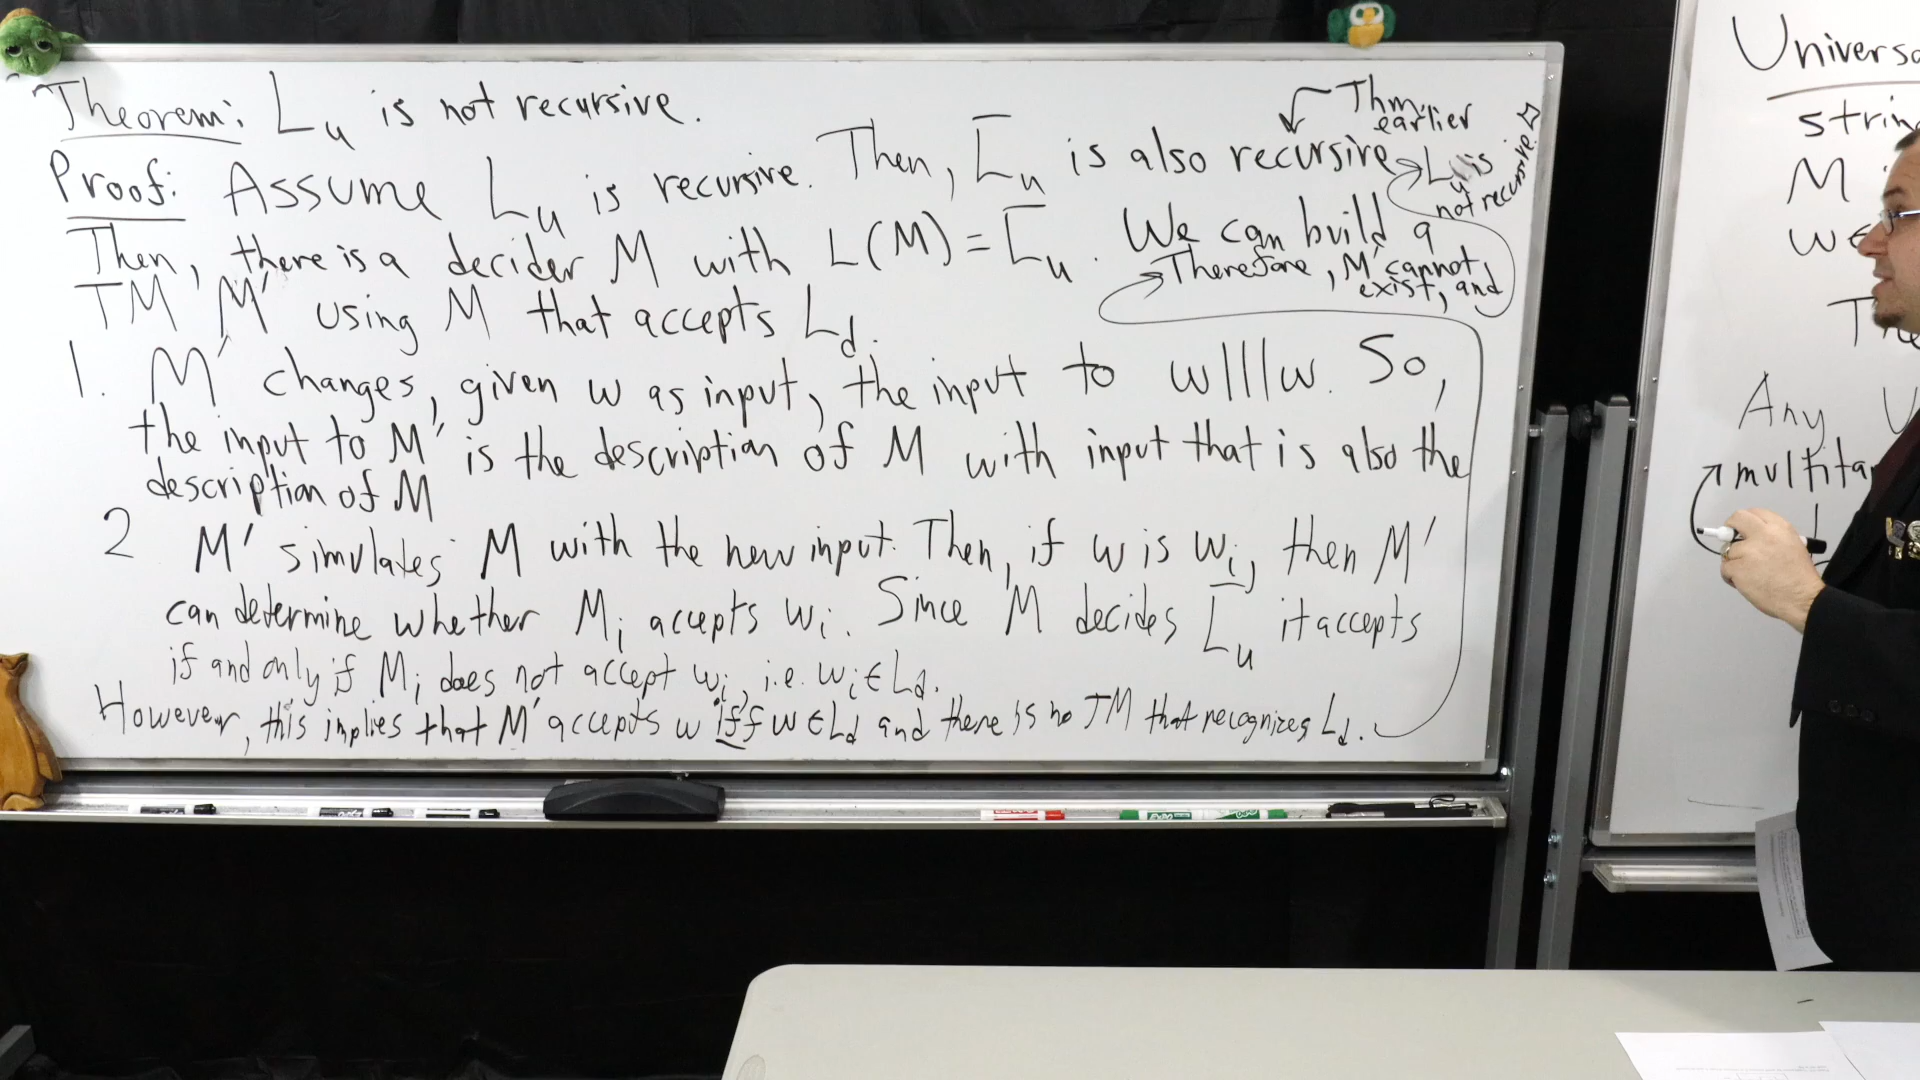 Theorem: Lu is not recursive.
Thm. earlier
Proof: Assume Lu is recursive. Then, L̅u is also recursive
Then, there is a decider M with L(M) = L̅u. We can build a
TM M' using M that accepts Ld.
1. M' changes, given w as input, the input to w111w. So,
the input to M' is the description of M with input that is also the
description of M
2 M' simulates M with the new input. Then, if w is wi, then M'
can determine whether Mi accepts wi. Since M decides L̅u it accepts
if and only if Mi does not accept wi, i.e. wi ∈ Ld.
However, this implies that M' accepts w iff w ∈ Ld and there is no TM that recognizes Ld.
Therefore, M' cannot
exist, and
Lu is
not recursive.
Univers
strin
M
w ∈
Any
multita